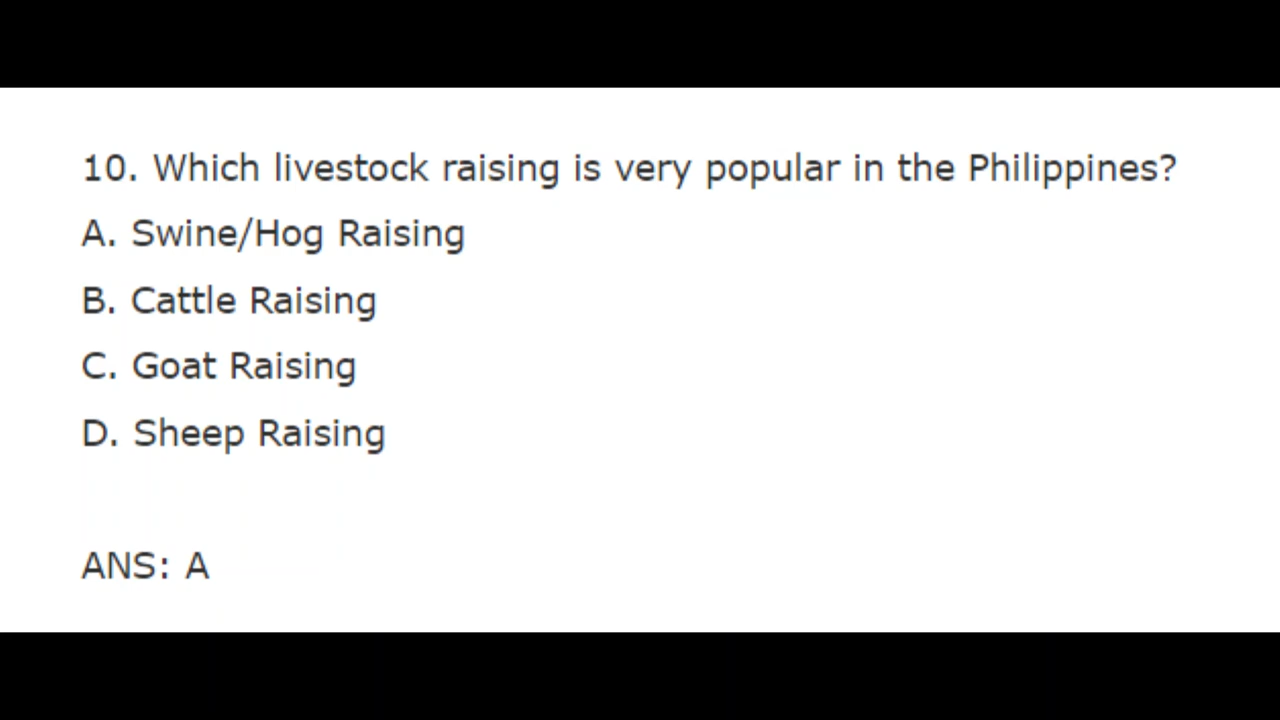 10. Which livestock raising is very popular in the Philippines?
A. Swine/Hog Raising
B. Cattle Raising
C. Goat Raising
D. Sheep Raising
ANS: A